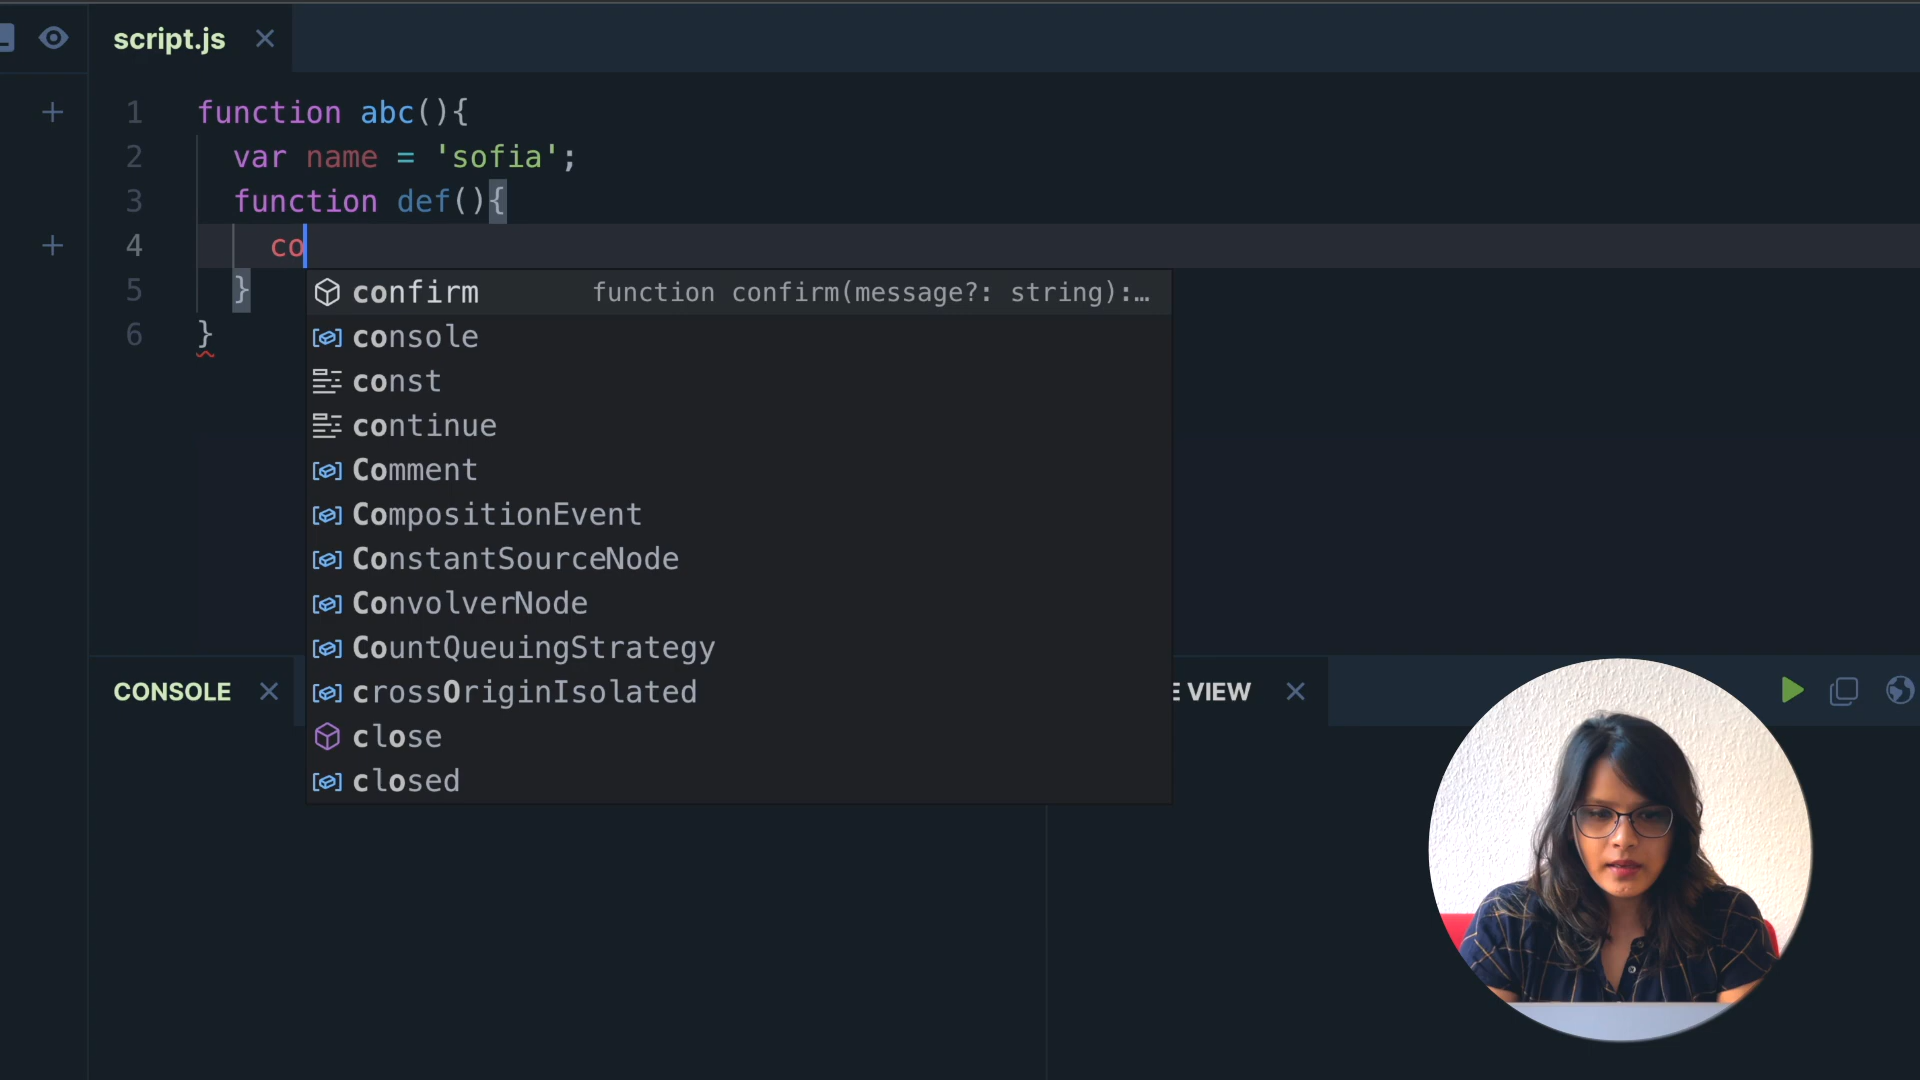 script.js
1 function abc(){
2 var name = 'sofia';
3 function def(){
4 co
5 }
6 }
confirm function confirm(message?: string):…
console
const
continue
Comment
CompositionEvent
ConstantSourceNode
ConvolverNode
CountQueuingStrategy
crossOriginIsolated
close
closed
CONSOLE
E VIEW